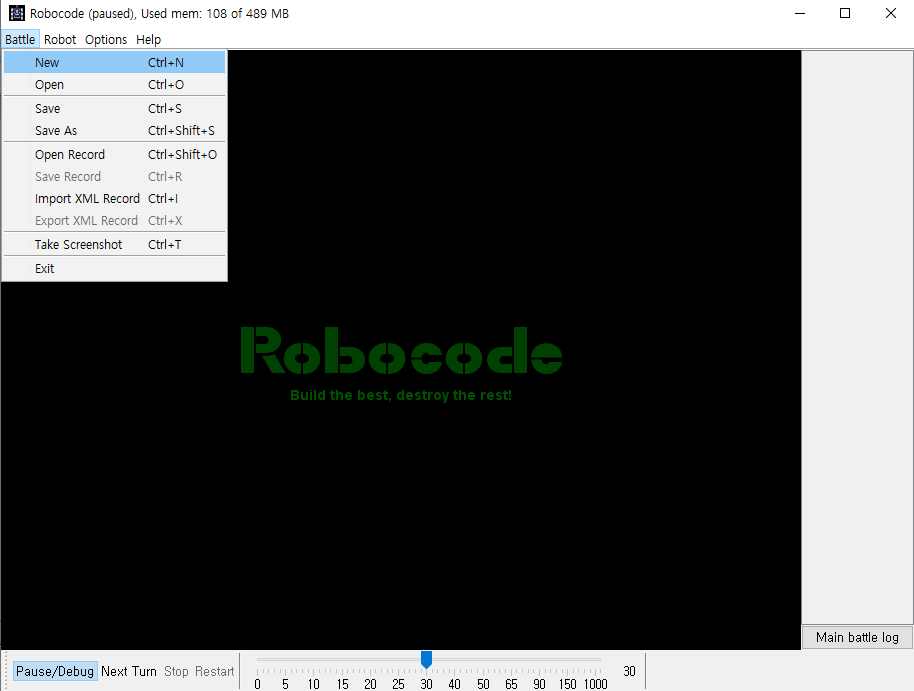 Robocode (paused), Used mem: 108 of 489 MB
Battle Robot Options Help
New Ctrl+N
Open Ctrl+O
Save Ctrl+S
Save As Ctrl+Shift+S
Open Record Ctrl+Shift+O
Save Record Ctrl+R
Import XML Record Ctrl+I
Export XML Record Ctrl+X
Take Screenshot Ctrl+T
Exit
Robocode
Build the best, destroy the rest!
Main battle log
Pause/Debug Next Turn Stop Restart 30
0 5 10 15 20 25 30 40 50 65 90 150 1000